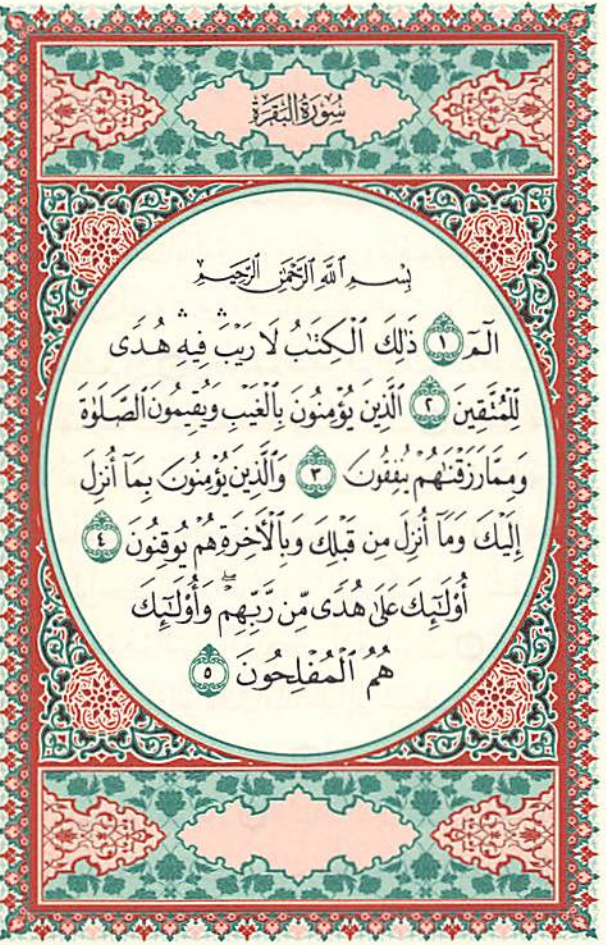 سُورَةُ الْبَقَرَةِ
بِسْمِ ٱللَّهِ ٱلرَّحْمَٰنِ ٱلرَّحِيمِ
الٓمٓ ١ ذَٰلِكَ ٱلْكِتَٰبُ لَا رَيْبَ ۛ فِيهِ ۛ هُدًى
لِّلْمُتَّقِينَ ٢ ٱلَّذِينَ يُؤْمِنُونَ بِٱلْغَيْبِ وَيُقِيمُونَ ٱلصَّلَوٰةَ
وَمِمَّا رَزَقْنَٰهُمْ يُنفِقُونَ ٣ وَٱلَّذِينَ يُؤْمِنُونَ بِمَآ أُنزِلَ
إِلَيْكَ وَمَآ أُنزِلَ مِن قَبْلِكَ وَبِٱلْأَخِرَةِ هُمْ يُوقِنُونَ ٤
أُو۟لَٰٓئِكَ عَلَىٰ هُدًى مِّن رَّبِّهِمْ ۖ وَأُو۟لَٰٓئِكَ
هُمُ ٱلْمُفْلِحُونَ ٥